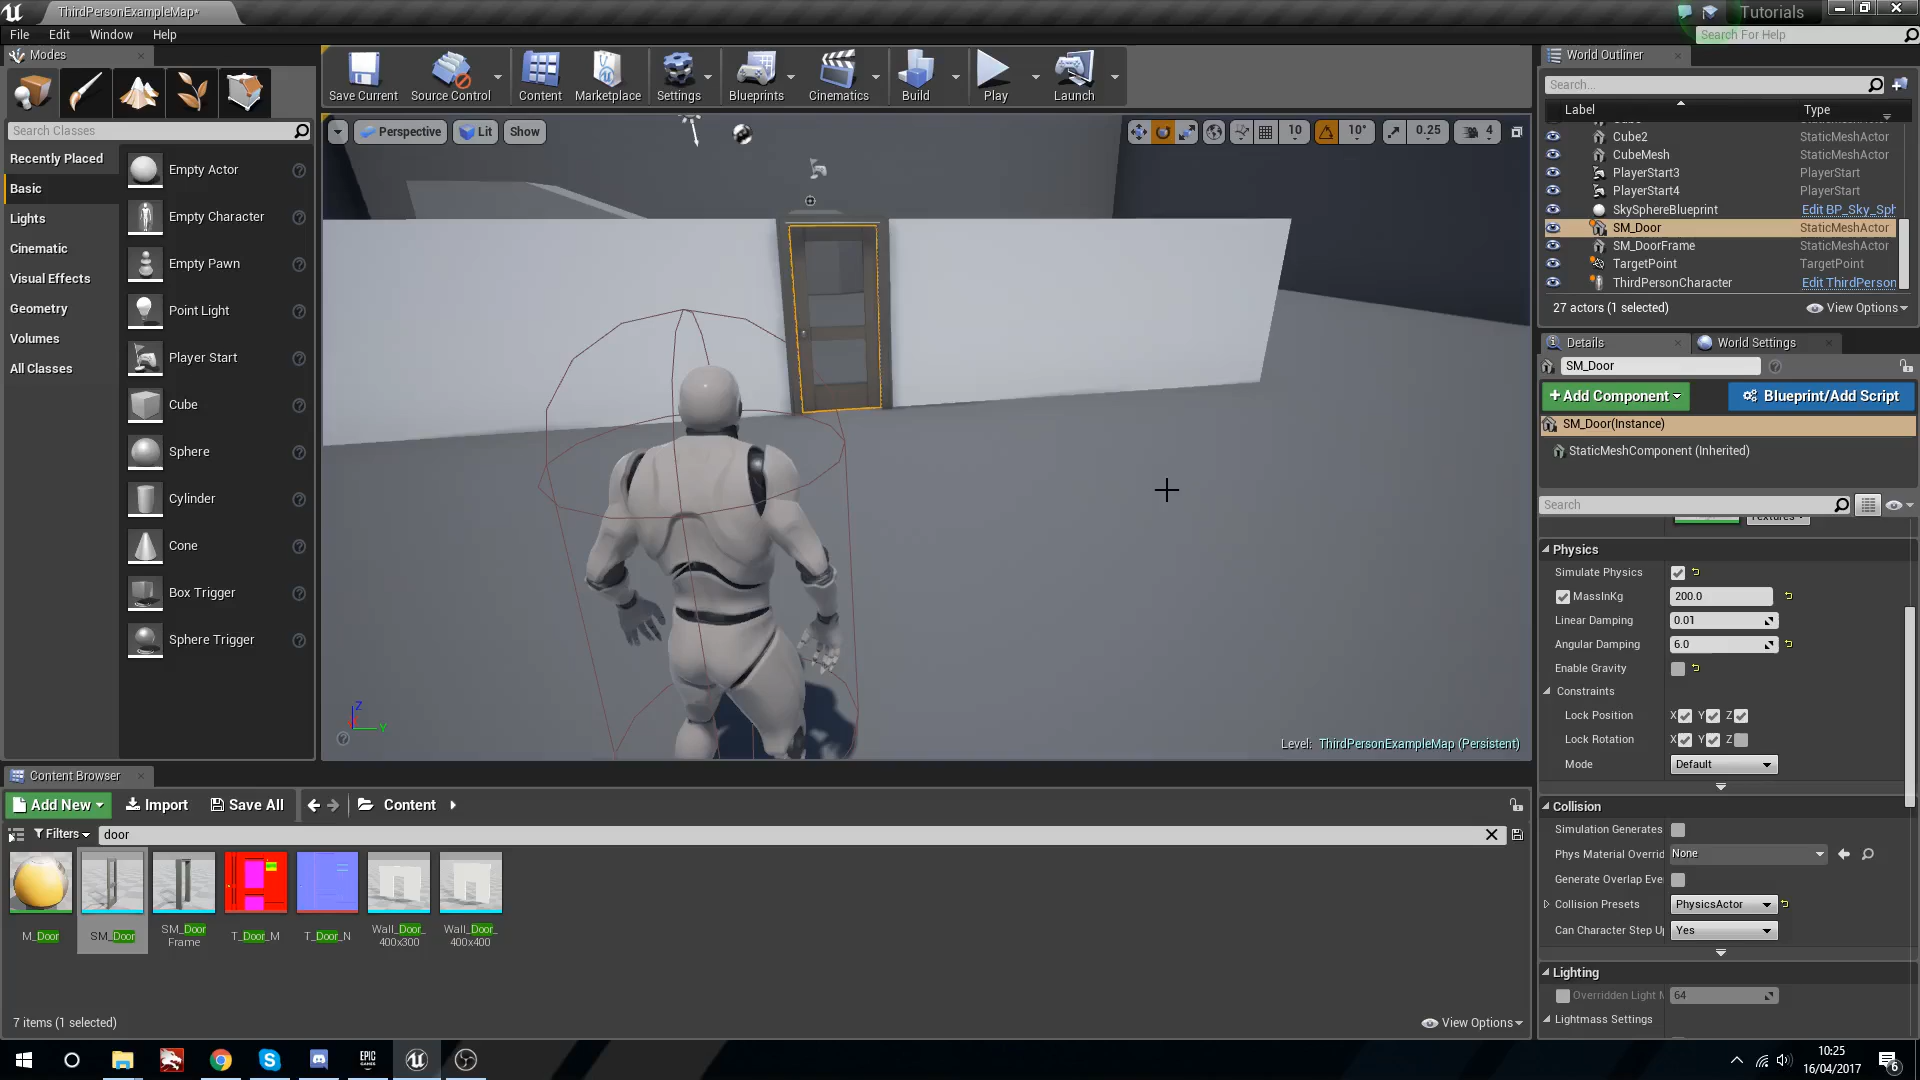 ThirdPersonExampleMap*
Tutorials
File
Edit
Window
Help
Search For Help
Modes
Save Current
Source Control
Content
Marketplace
Settings
Blueprints
Cinematics
Build
Play
Launch
Search Classes
Recently Placed
Basic
Lights
Cinematic
Visual Effects
Geometry
Volumes
All Classes
Empty Actor
Empty Character
Empty Pawn
Point Light
Player Start
Cube
Sphere
Cylinder
Cone
Box Trigger
Sphere Trigger
Perspective
Lit
Show
10
10°
0.25
4
Z
Y
Level: ThirdPersonExampleMap (Persistent)
World Outliner
Search...
Label
Type
Cube2
StaticMeshActor
CubeMesh
StaticMeshActor
PlayerStart3
PlayerStart
PlayerStart4
PlayerStart
SkySphereBlueprint
Edit BP_Sky_Sph
SM_Door
StaticMeshActor
SM_DoorFrame
StaticMeshActor
TargetPoint
TargetPoint
ThirdPersonCharacter
Edit ThirdPerson
27 actors (1 selected)
View Options
Details
World Settings
SM_Door
+Add Component
Blueprint/Add Script
SM_Door(Instance)
StaticMeshComponent (Inherited)
Search
Physics
Simulate Physics
MassInKg
200.0
Linear Damping
0.01
Angular Damping
6.0
Enable Gravity
Constraints
Lock Position
X
Y
Z
Lock Rotation
X
Y
Z
Mode
Default
Collision
Simulation Generates
Phys Material Overrid
None
Generate Overlap Eve
Collision Presets
PhysicsActor
Can Character Step U
Yes
Lighting
Overridden Light M
64
Lightmass Settings
Content Browser
Add New
Import
Save All
Content
Filters
door
M_Door
SM_Door
SM_Door
Frame
T_Door_M
T_Door_N
Wall_Door_
400x300
Wall_Door_
400x400
7 items (1 selected)
View Options
EPIC
GAMES
10:25
16/04/2017
6